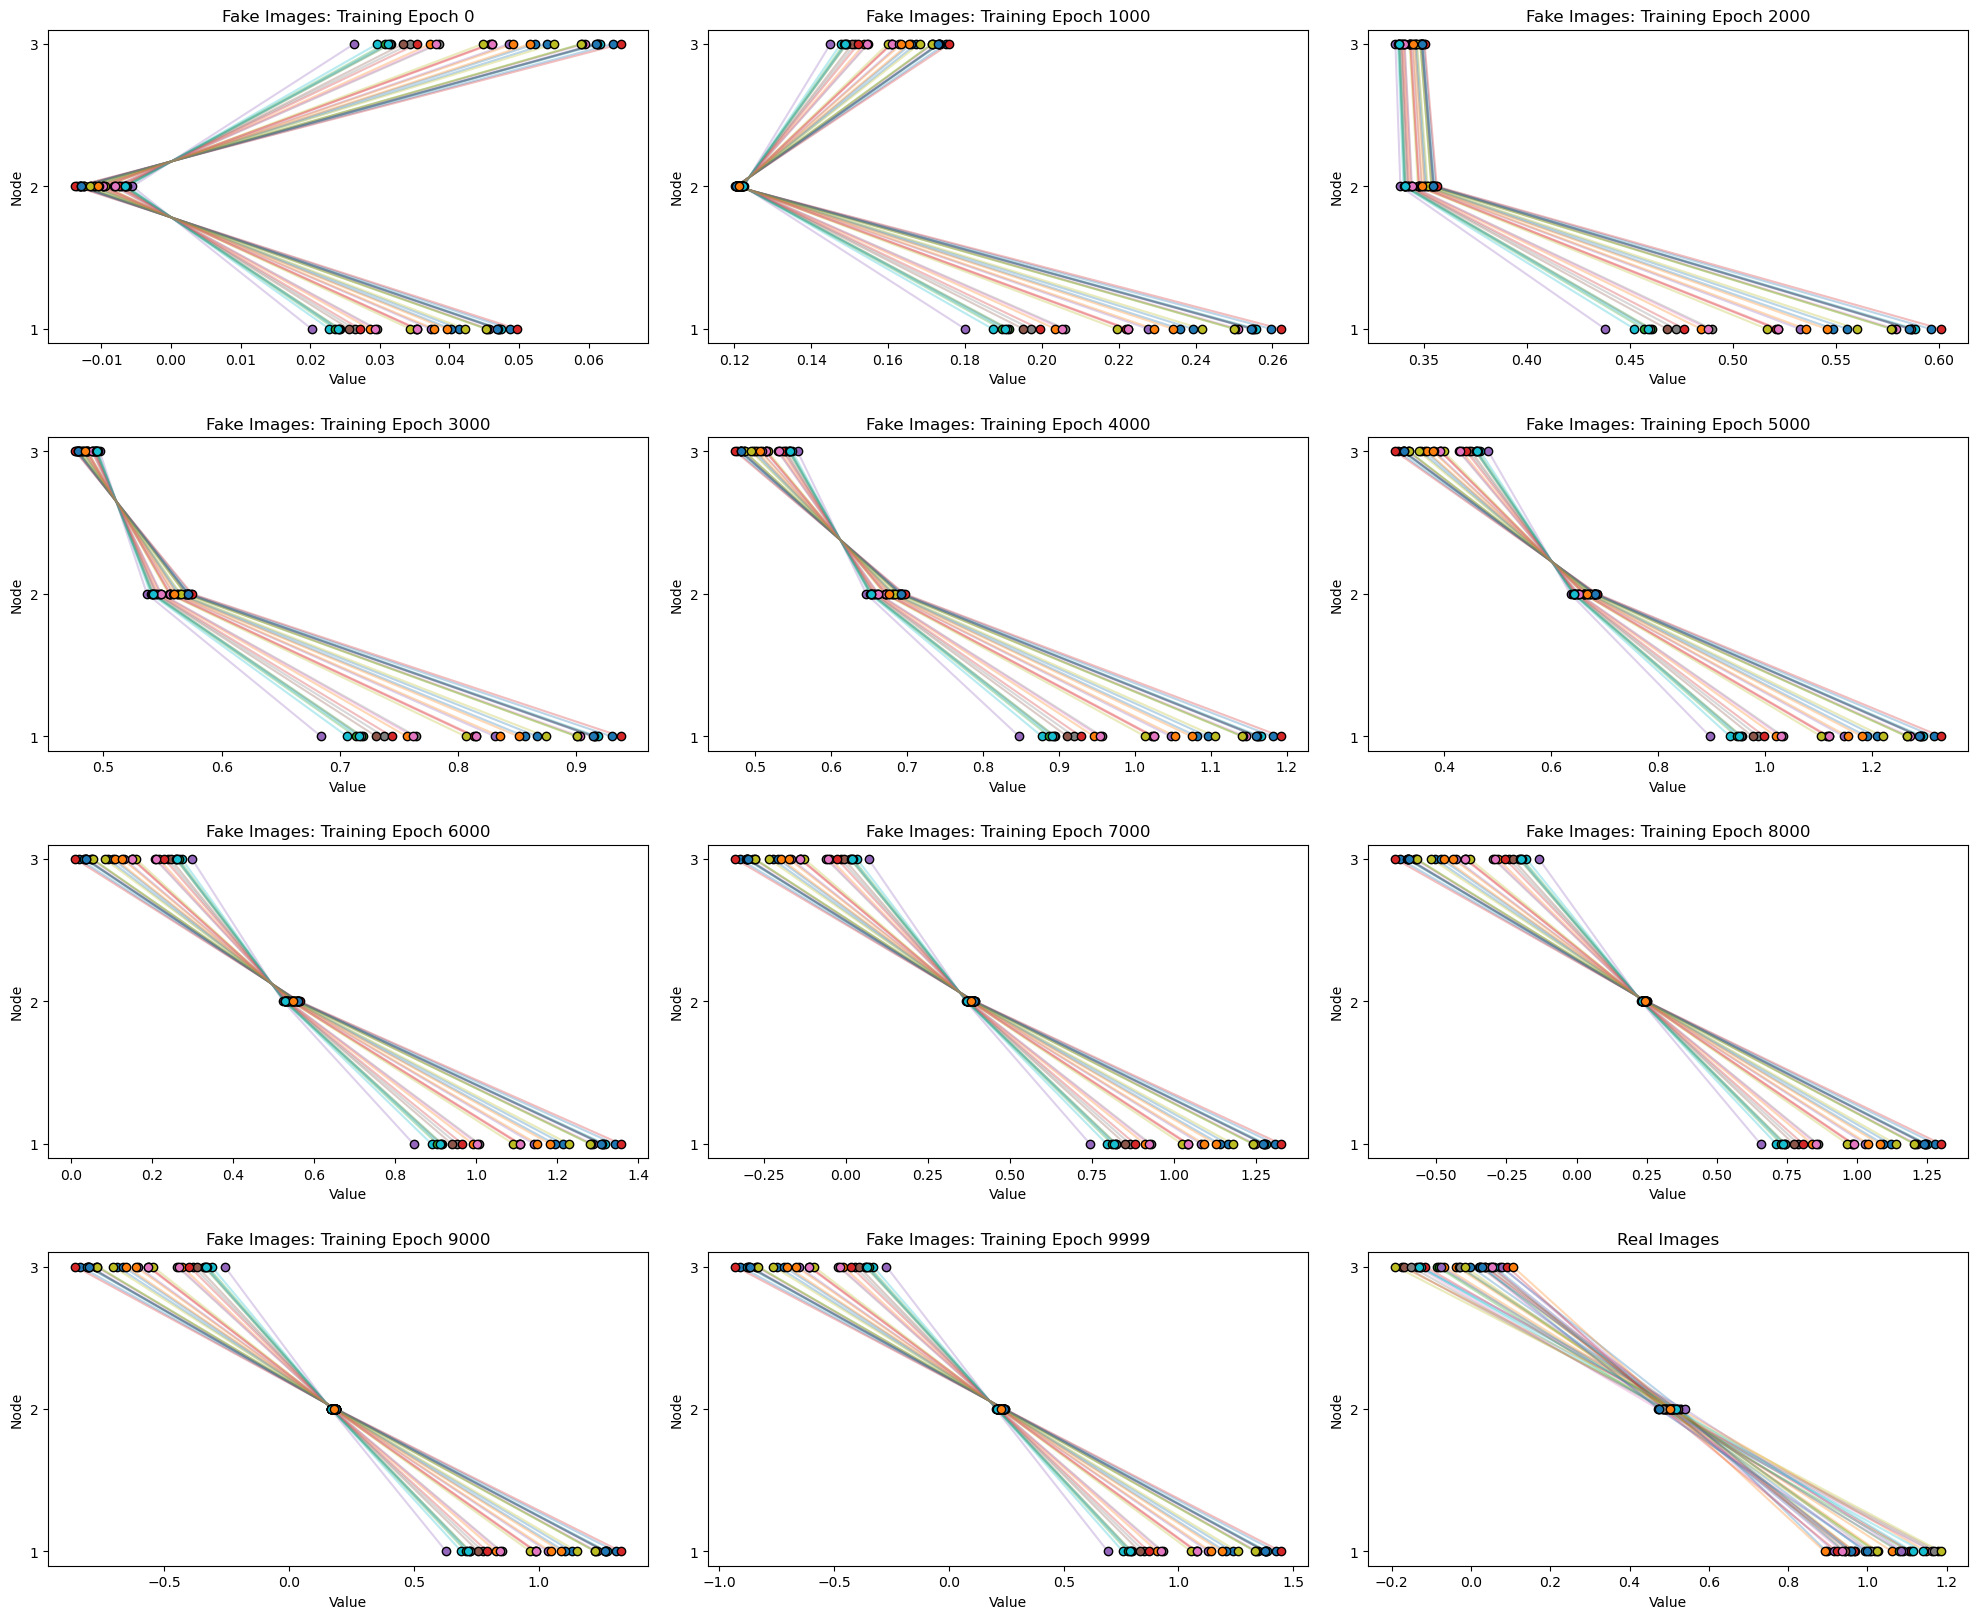 Fake Images: Training Epoch 0
Fake Images: Training Epoch 1000
Fake Images: Training Epoch 2000
3
2
1
Node
−0.01 0.00 0.01 0.02 0.03 0.04 0.05 0.06
Value
3
2
1
Node
0.12 0.14 0.16 0.18 0.20 0.22 0.24 0.26
Value
3
2
1
Node
0.35 0.40 0.45 0.50 0.55 0.60
Value
Fake Images: Training Epoch 3000
Fake Images: Training Epoch 4000
Fake Images: Training Epoch 5000
3
2
1
Node
0.5 0.6 0.7 0.8 0.9
Value
3
2
1
Node
0.5 0.6 0.7 0.8 0.9 1.0 1.1 1.2
Value
3
2
1
Node
0.4 0.6 0.8 1.0 1.2
Value
Fake Images: Training Epoch 6000
Fake Images: Training Epoch 7000
Fake Images: Training Epoch 8000
3
2
1
Node
0.0 0.2 0.4 0.6 0.8 1.0 1.2 1.4
Value
3
2
1
Node
−0.25 0.00 0.25 0.50 0.75 1.00 1.25
Value
3
2
1
Node
−0.50 −0.25 0.00 0.25 0.50 0.75 1.00 1.25
Value
Fake Images: Training Epoch 9000
Fake Images: Training Epoch 9999
Real Images
3
2
1
Node
−0.5 0.0 0.5 1.0
Value
3
2
1
Node
−1.0 −0.5 0.0 0.5 1.0 1.5
Value
3
2
1
Node
−0.2 0.0 0.2 0.4 0.6 0.8 1.0 1.2
Value